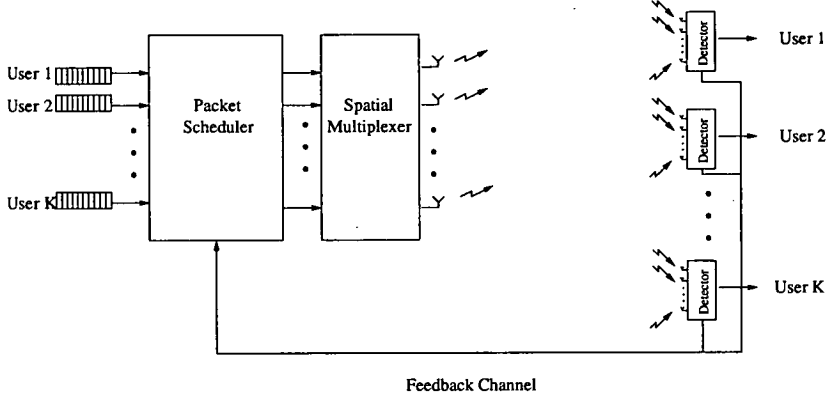 User 1
User 2
User K
Packet
Scheduler
Spatial
Multiplexer
Detector
User 1
Detector
User 2
Detector
User K
Feedback Channel